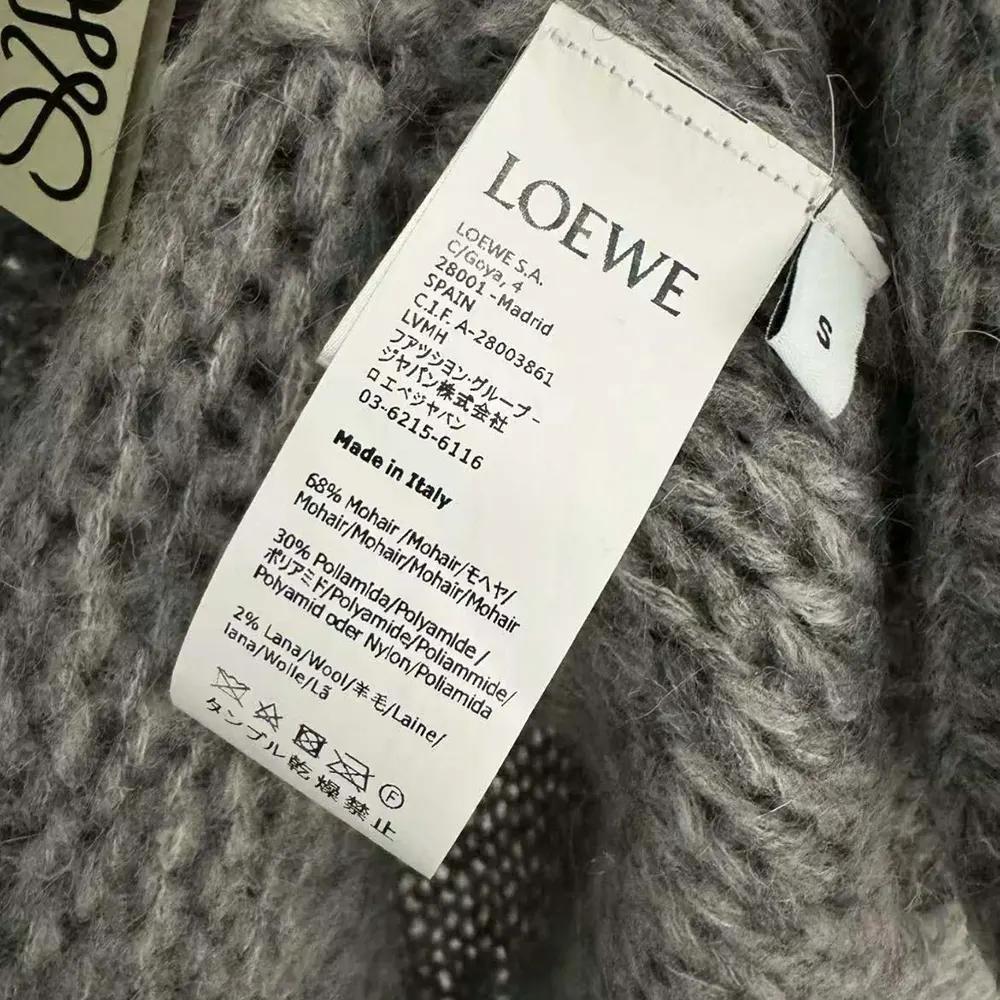 LOEWE
LOEWE S.A.
C/Goya, 4
28001 -Madrid
SPAIN
C.I.F. A-28003861
LVMH
ファッション・グループ-
ジャパン株式会社
ロエベジャパン
03-6215-6116
Made in Italy
68% Mohair /Mohair/モヘヤ/
Mohair/Mohair/Mohair/Mohair
30% Poliamida/Polyamide/
ポリアミド/Polyamide/Poliammide/
Polyamid oder Nylon/Poliamida
2% Lana/Wool/羊毛/Laine/
lana/Wolle/Lã
F
タンブル乾燥禁止
S